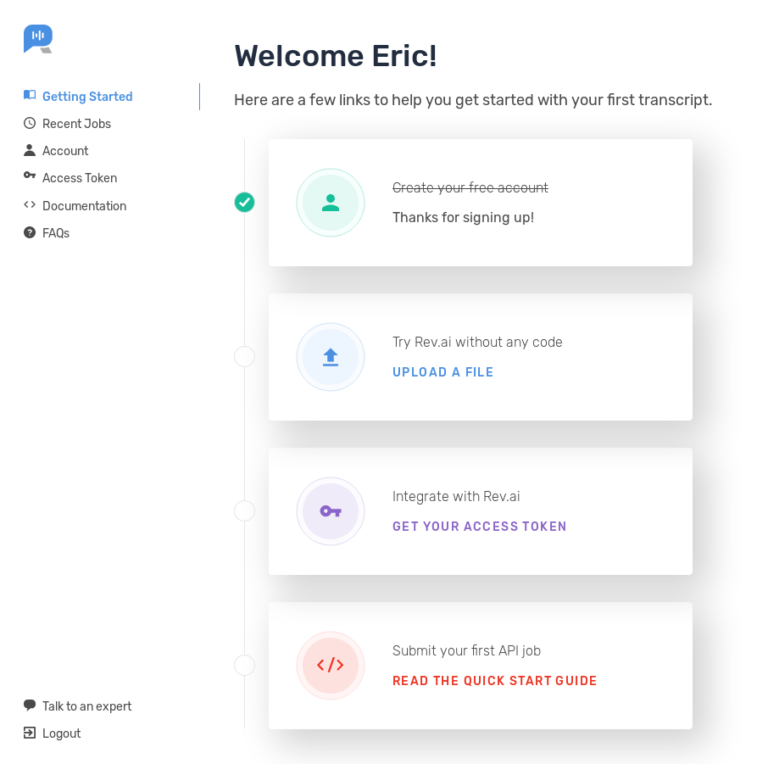 Getting Started
Recent Jobs
Account
Access Token
Documentation
FAQs
Talk to an expert
Logout
Welcome Eric!
Here are a few links to help you get started with your first transcript.
Create your free account
Thanks for signing up!
Try Rev.ai without any code
UPLOAD A FILE
Integrate with Rev.ai
GET YOUR ACCESS TOKEN
Submit your first API job
READ THE QUICK START GUIDE